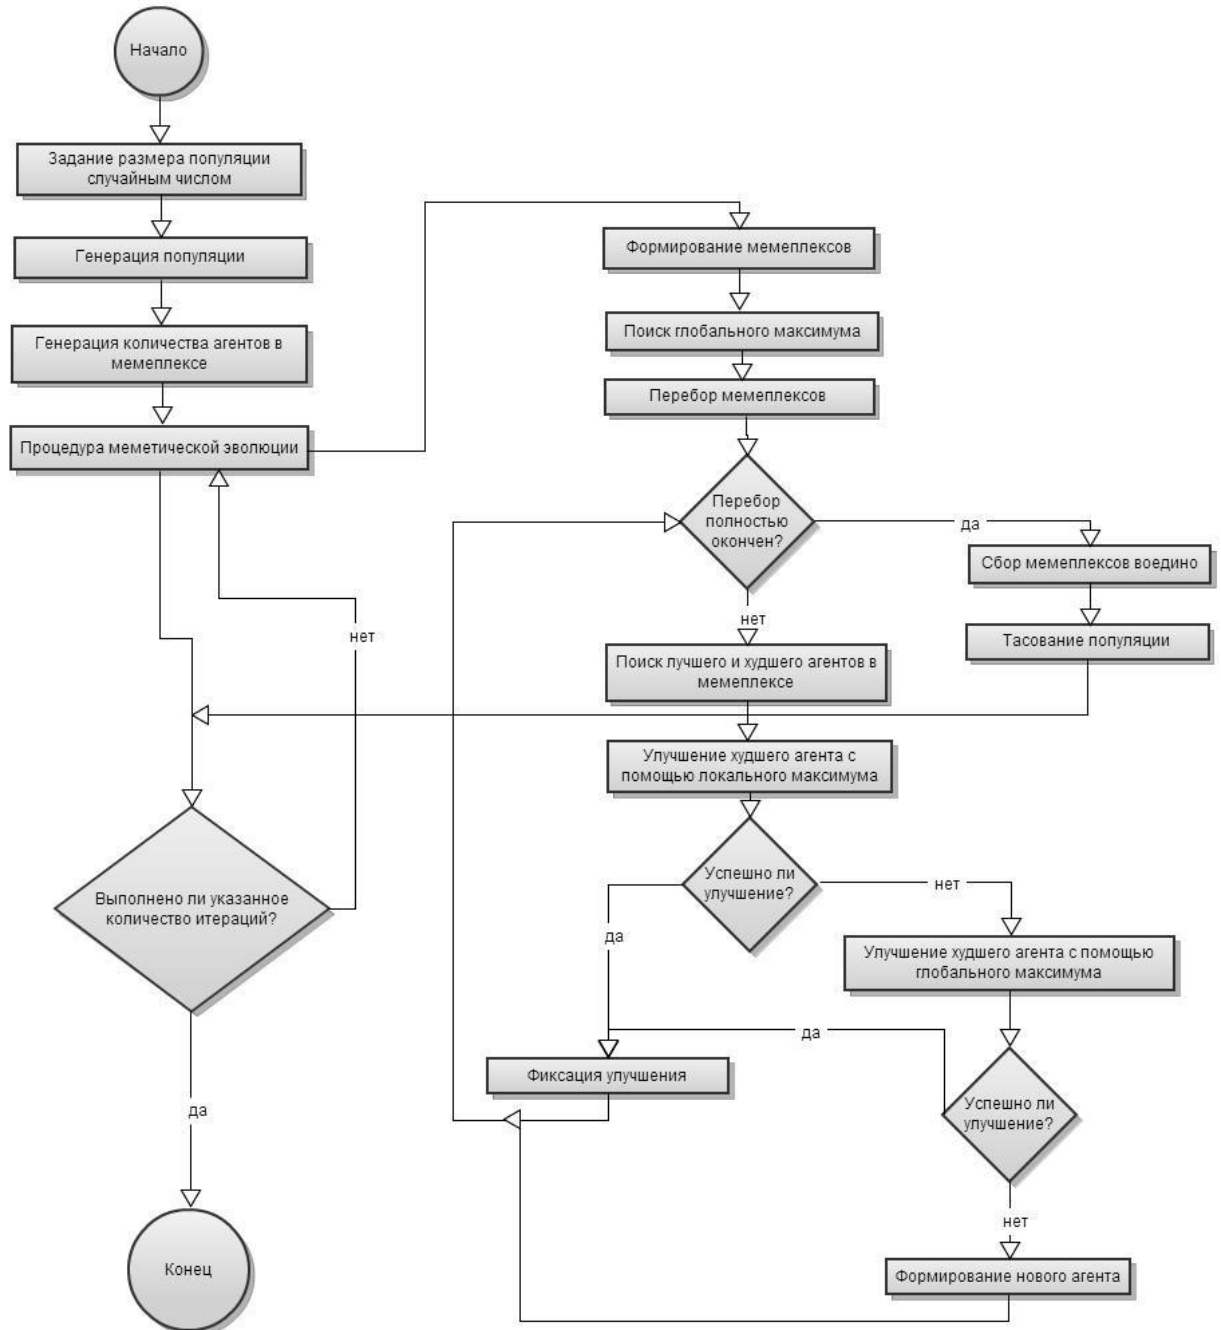 Начало
Задание размера популяции
случайным числом
Генерация популяции
Генерация количества агентов в
мемеплексе
Процедура меметической эволюции
нет
Выполнено ли указанное
количество итераций?
да
Конец
Формирование мемеплексов
Поиск глобального максимума
Перебор мемеплексов
Перебор
полностью
окончен?
да
Сбор мемеплексов воедино
Тасование популяции
нет
Поиск лучшего и худшего агентов в
мемеплексе
Улучшение худшего агента с
помощью локального максимума
Успешно ли
улучшение?
нет
да
Улучшение худшего агента с помощью
глобального максимума
да
Фиксация улучшения
Успешно ли
улучшение?
нет
Формирование нового агента